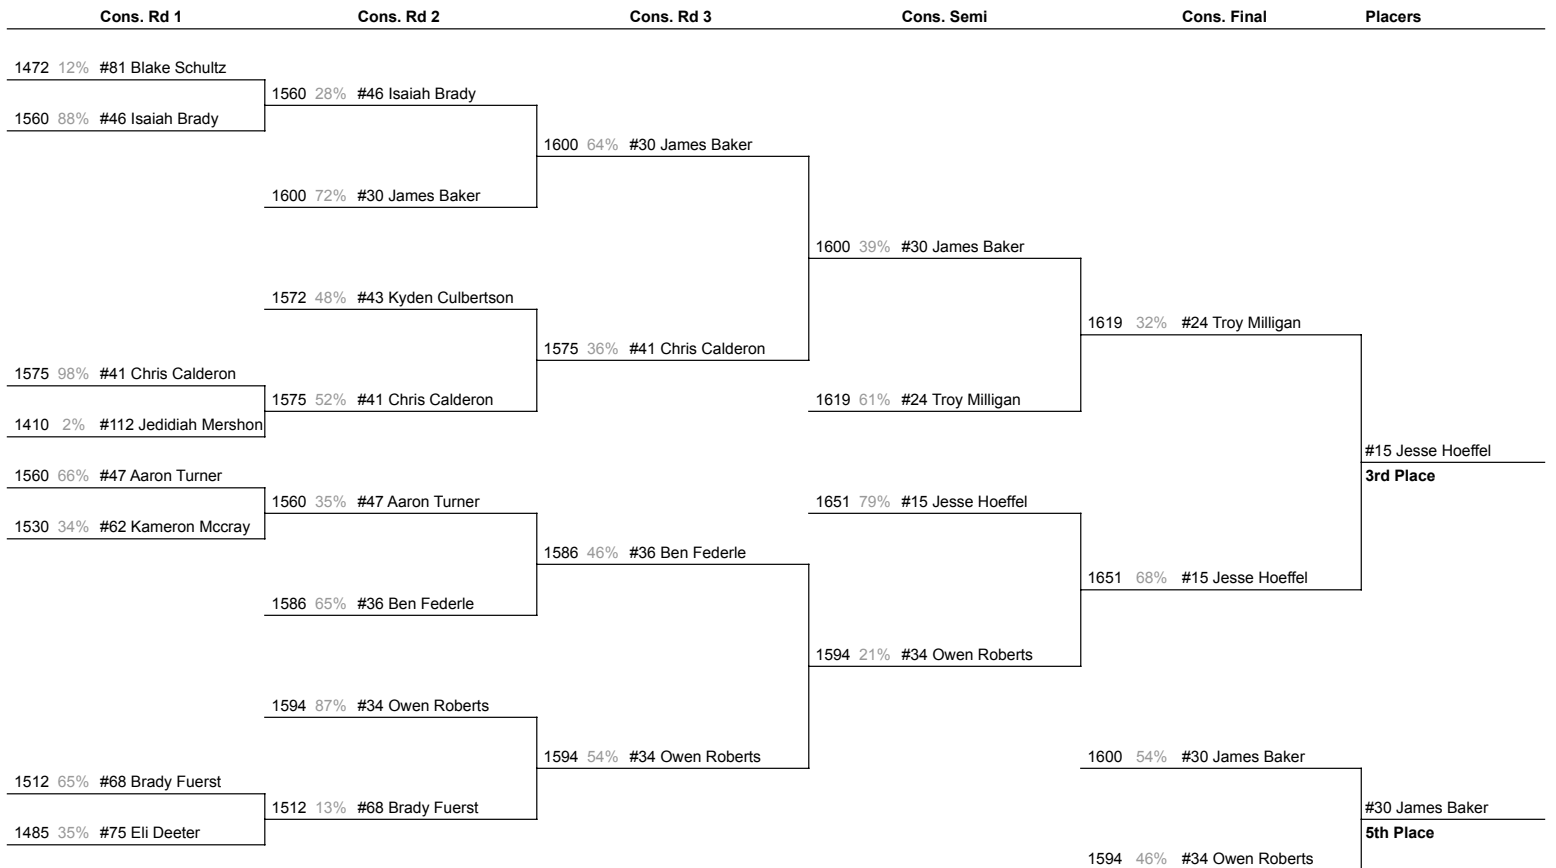 Cons. Rd 1 Cons. Rd 2 Cons. Rd 3 Cons. Semi Cons. Final Placers
1472 12% #81 Blake Schultz
1560 28% #46 Isaiah Brady
1560 88% #46 Isaiah Brady
1600 64% #30 James Baker
1600 72% #30 James Baker
1600 39% #30 James Baker
1572 48% #43 Kyden Culbertson
1619 32% #24 Troy Milligan
1575 36% #41 Chris Calderon
1575 98% #41 Chris Calderon
1575 52% #41 Chris Calderon 1619 61% #24 Troy Milligan
1410 2% #112 Jedidiah Mershon
#15 Jesse Hoeffel
1560 66% #47 Aaron Turner 3rd Place
1560 35% #47 Aaron Turner 1651 79% #15 Jesse Hoeffel
1530 34% #62 Kameron Mccray
1586 46% #36 Ben Federle
1651 68% #15 Jesse Hoeffel
1586 65% #36 Ben Federle
1594 21% #34 Owen Roberts
1594 87% #34 Owen Roberts
1594 54% #34 Owen Roberts 1600 54% #30 James Baker
1512 65% #68 Brady Fuerst
1512 13% #68 Brady Fuerst #30 James Baker
1485 35% #75 Eli Deeter 5th Place
1594 46% #34 Owen Roberts